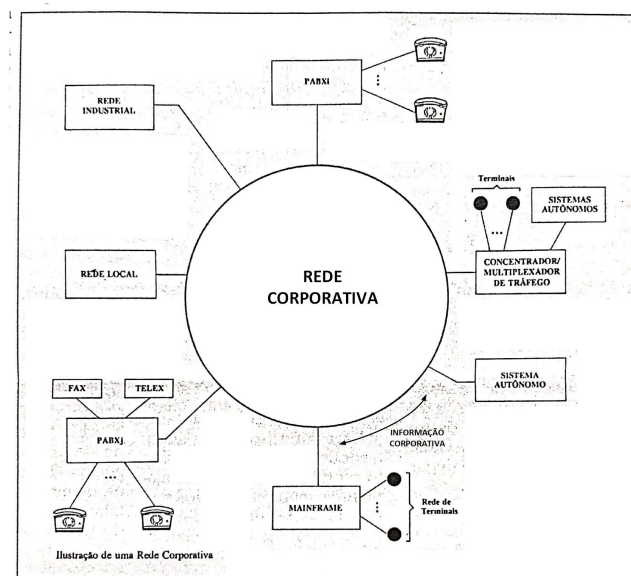 PABXi
REDE
INDUSTRIAL
Terminais
SISTEMAS
AUTÔNOMOS
...
REDE LOCAL
REDE
CORPORATIVA
CONCENTRADOR/
MULTIPLEXADOR
DE TRÁFEGO
SISTEMA
AUTÔNOMO
FAX
TELEX
PABXj
...
INFORMAÇÃO
CORPORATIVA
MAINFRAME
Rede de
Terminais
Ilustração de uma Rede Corporativa